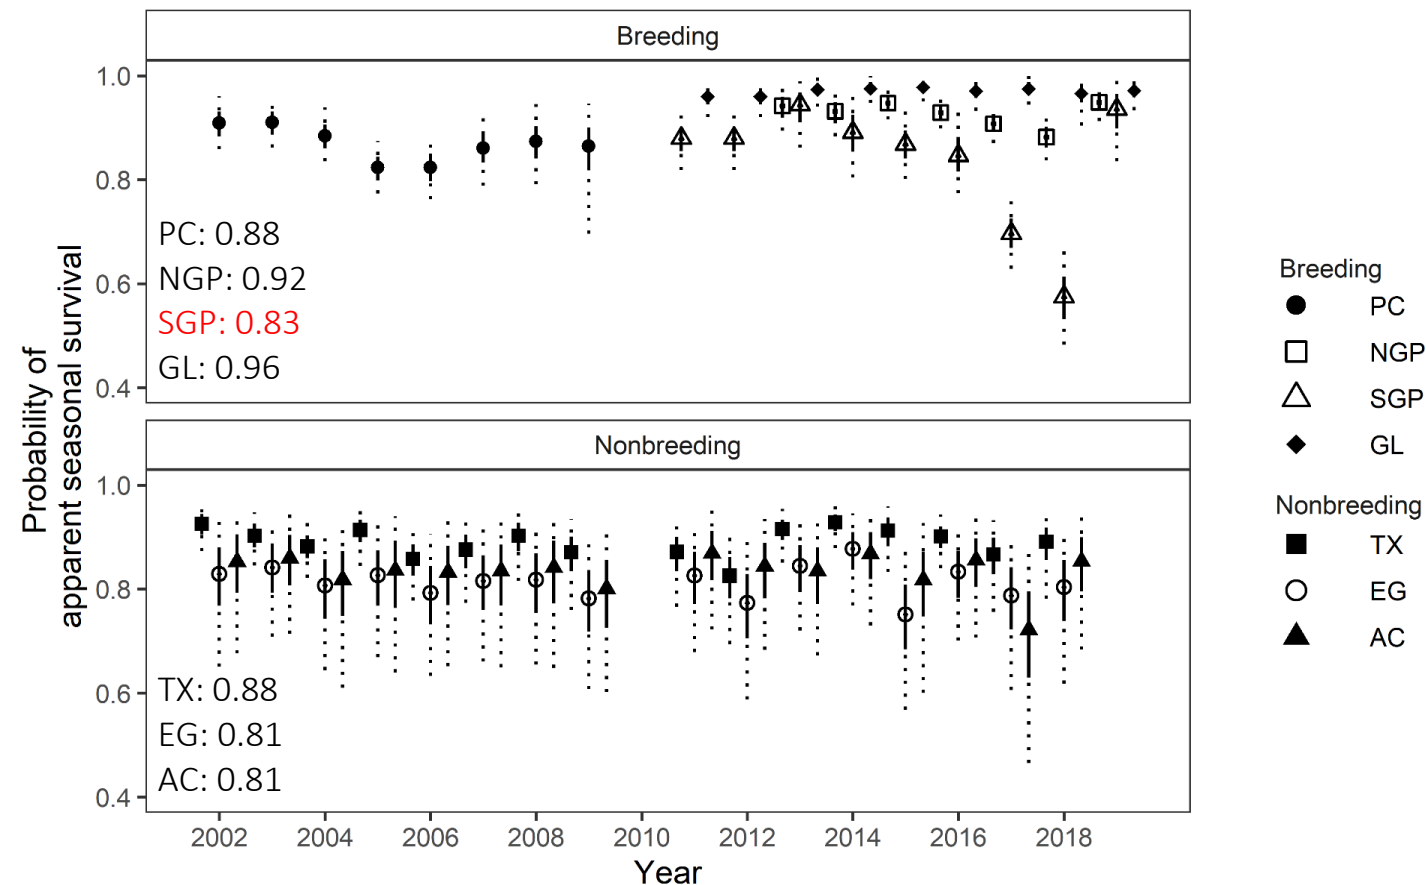 Breeding
1.0
0.8
0.6
0.4
PC: 0.88
NGP: 0.92
SGP: 0.83
GL: 0.96
Nonbreeding
1.0
0.8
0.6
0.4
TX: 0.88
EG: 0.81
AC: 0.81
Probability of
apparent seasonal survival
2002 2004 2006 2008 2010 2012 2014 2016 2018
Year
Breeding
PC
NGP
SGP
GL
Nonbreeding
TX
EG
AC